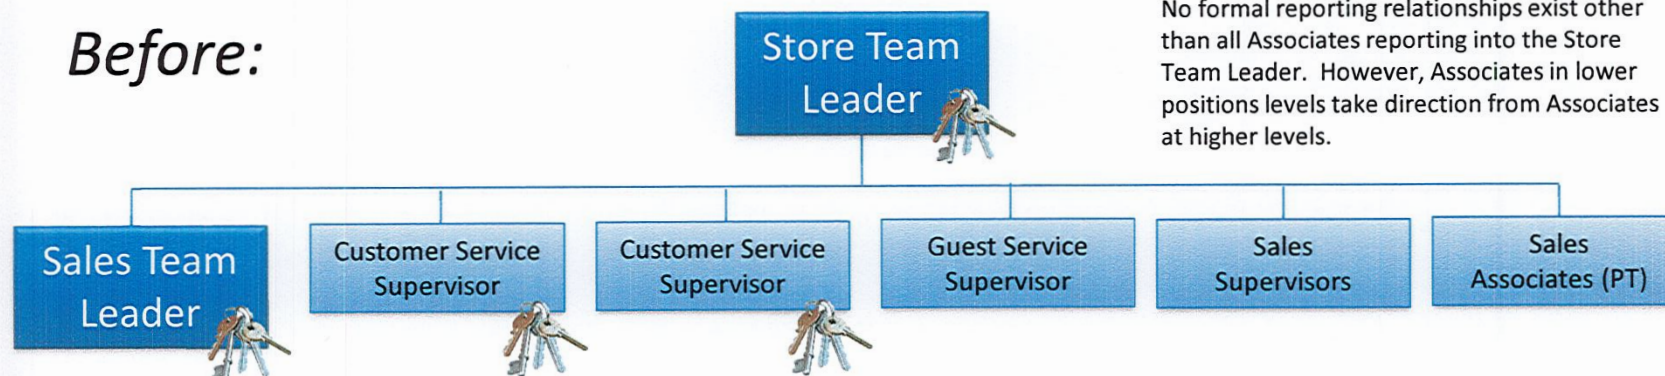 Before:
Store Team
Leader
No formal reporting relationships exist other
than all Associates reporting into the Store
Team Leader.  However, Associates in lower
positions levels take direction from Associates
at higher levels.
Sales Team
Leader
Customer Service
Supervisor
Customer Service
Supervisor
Guest Service
Supervisor
Sales
Supervisors
Sales
Associates (PT)